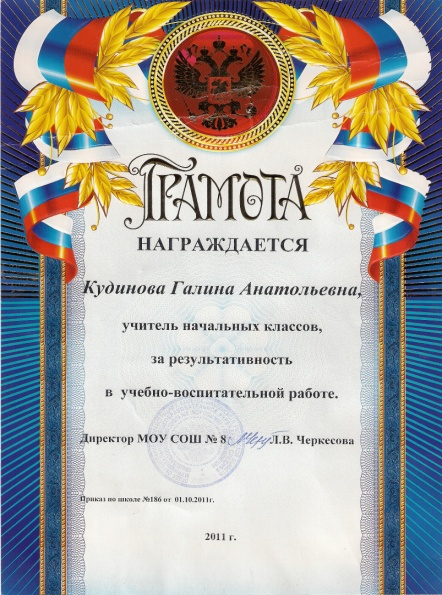 ГРАМОТА
НАГРАЖДАЕТСЯ
Кудинова Галина Анатольевна,
учитель начальных классов,
за результативность
в учебно-воспитательной работе.
Директор МОУ СОШ № 8 Л.В. Черкесова
Приказ по школе №186 от 01.10.2011г.
2011 г.